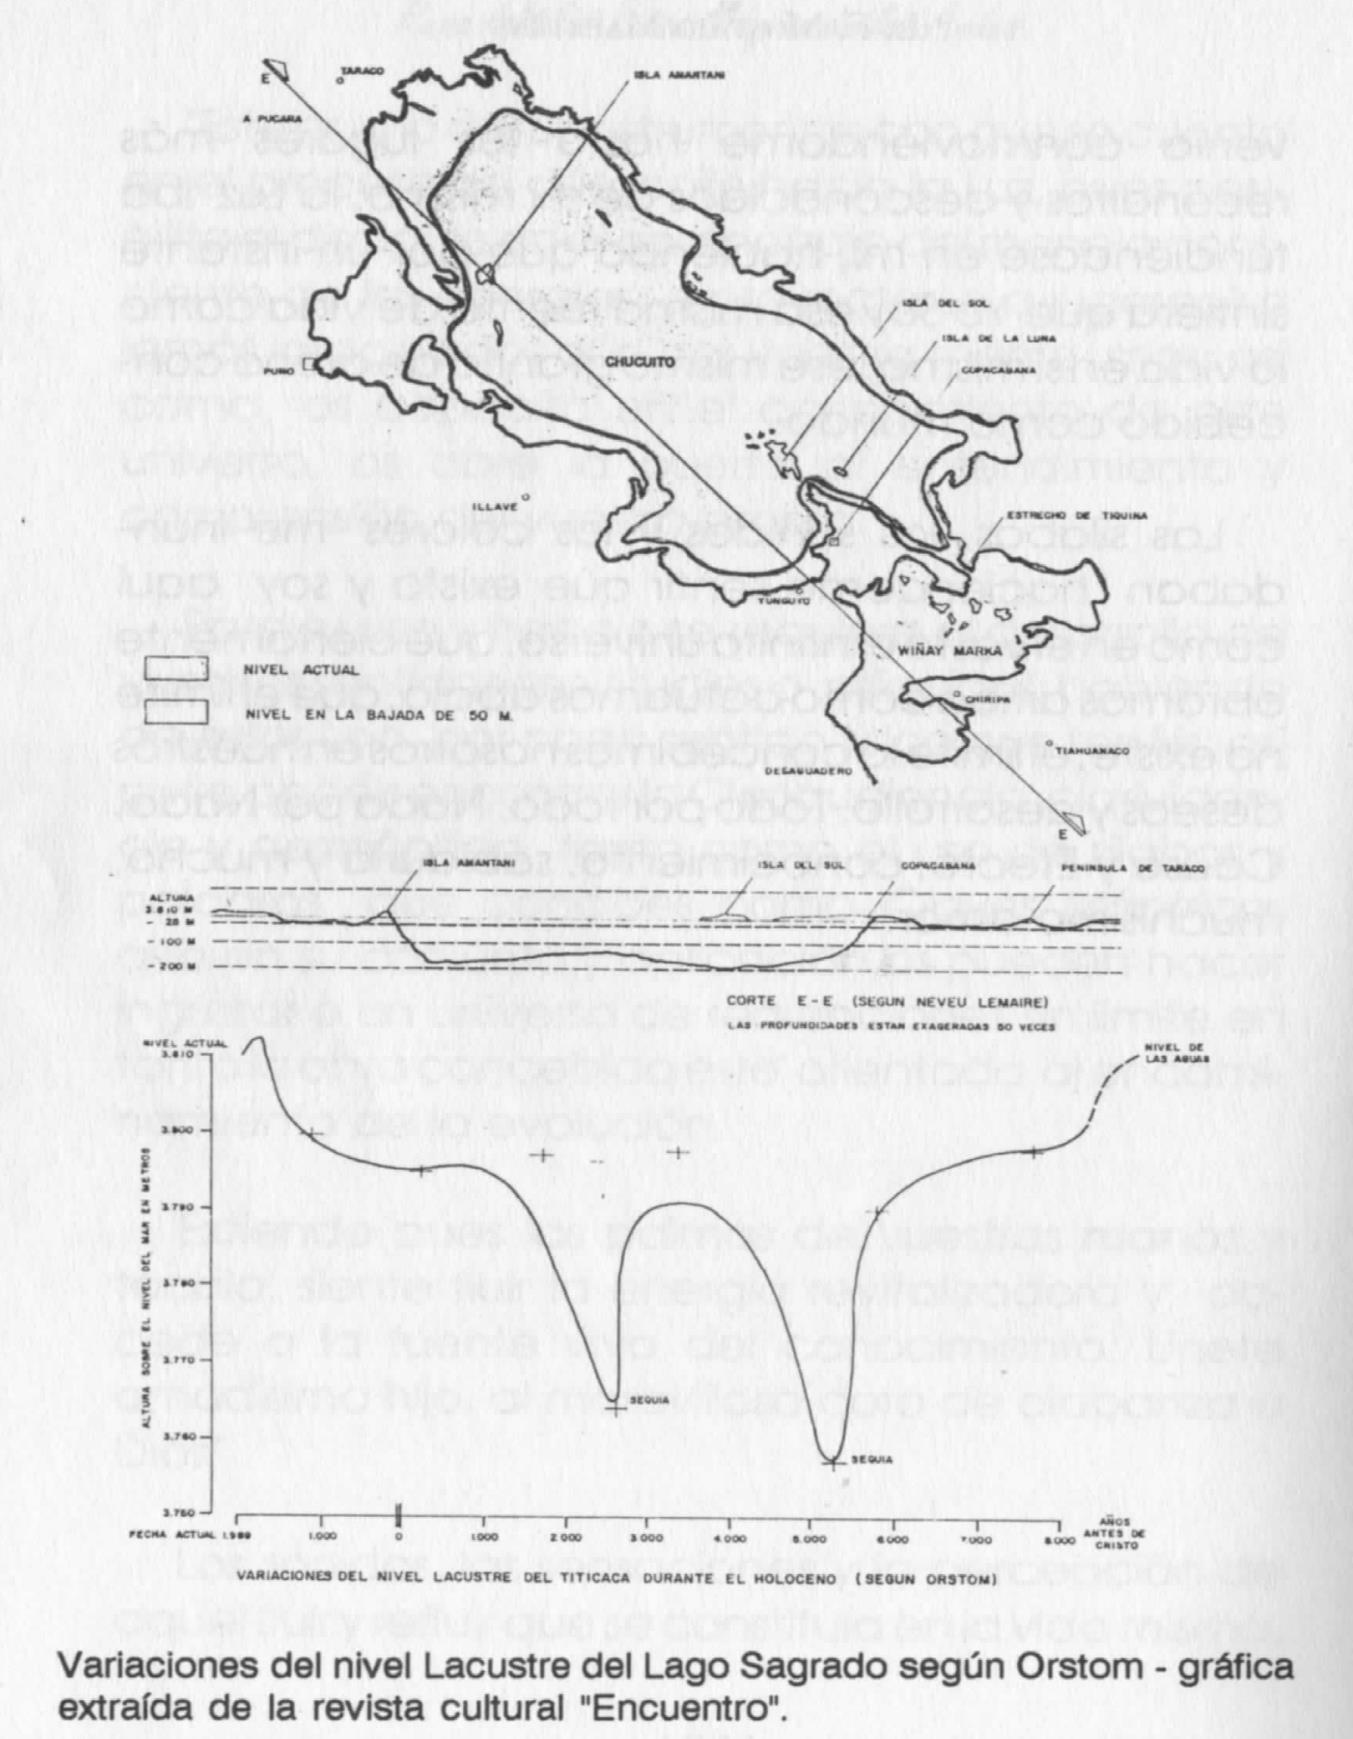 E
TARACO
ISLA AMANTANI
A PUCARA
ISLA DEL SOL
ISLA DE LA LUNA
CHUCUITO
COPACABANA
PUNO
ILLAVE
ESTRECHO DE TIQUINA
YUNGUYO
WIÑAY MARKA
CHIRIPA
NIVEL ACTUAL
NIVEL EN LA BAJADA DE 50 M.
TIAHUANACO
DESAGUADERO
E
ISLA AMANTANI
ISLA DEL SOL
COPACABANA
PENINSULA DE TARACO
ALTURA
3.810 M
- 28 M
- 100 M
- 200 M
CORTE E-E (SEGUN NEVEU LEMAIRE)
LAS PROFUNDIDADES ESTAN EXAGERADAS 50 VECES
NIVEL ACTUAL
3.810
NIVEL DE
LAS AGUAS
3.800
3.790
3.780
3.770
3.760
3.750
ALTURA SOBRE EL NIVEL DEL MAR EN METROS
SEQUIA
SEQUIA
FECHA ACTUAL 1.989
1.000
0
1000
2000
3.000
4.000
5.000
6.000
7.000
8.000
AÑOS
ANTES DE
CRISTO
VARIACIONES DEL NIVEL LACUSTRE DEL TITICACA DURANTE EL HOLOCENO (SEGUN ORSTOM)
Variaciones del nivel Lacustre del Lago Sagrado según Orstom - gráfica
extraída de la revista cultural "Encuentro".